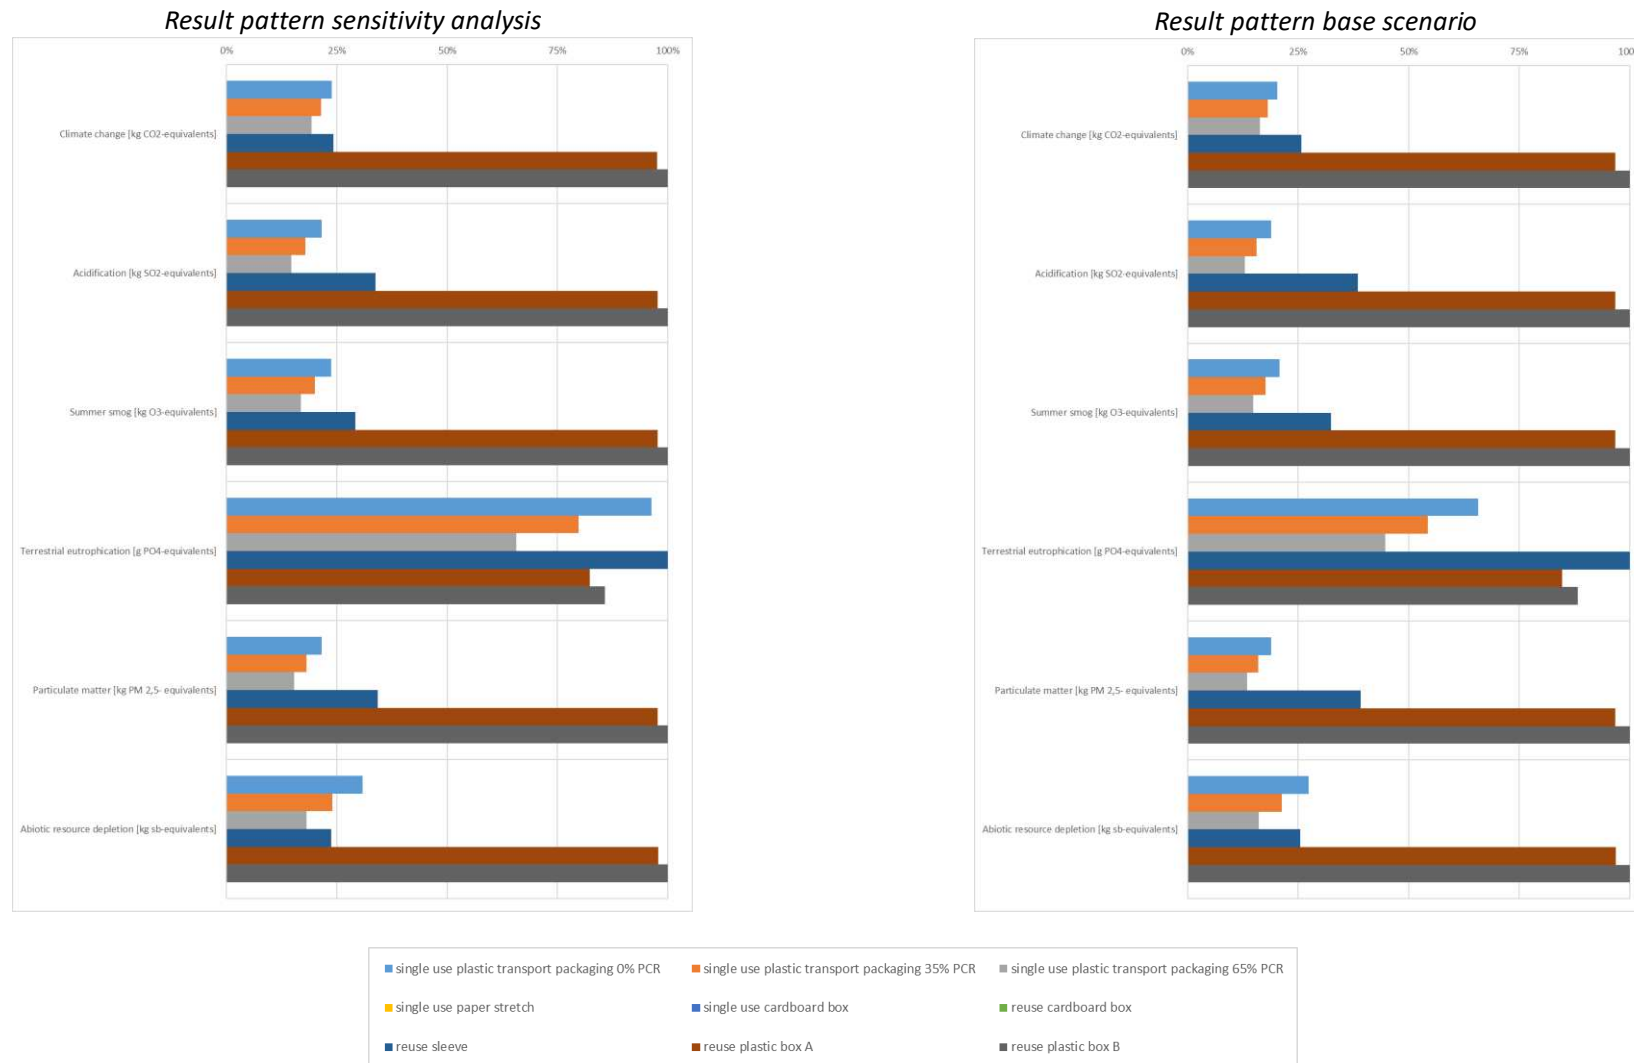 Result pattern sensitivity analysis
0% 25% 50% 75% 100%
Climate change [kg CO2-equivalents]
Acidification [kg SO2-equivalents]
Summer smog [kg O3-equivalents]
Terrestrial eutrophication [g PO4-equivalents]
Particulate matter [kg PM 2,5- equivalents]
Abiotic resource depletion [kg sb-equivalents]
Result pattern base scenario
0% 25% 50% 75% 100%
Climate change [kg CO2-equivalents]
Acidification [kg SO2-equivalents]
Summer smog [kg O3-equivalents]
Terrestrial eutrophication [g PO4-equivalents]
Particulate matter [kg PM 2,5- equivalents]
Abiotic resource depletion [kg sb-equivalents]
single use plastic transport packaging 0% PCR single use plastic transport packaging 35% PCR single use plastic transport packaging 65% PCR
single use paper stretch single use cardboard box reuse cardboard box
reuse sleeve reuse plastic box A reuse plastic box B